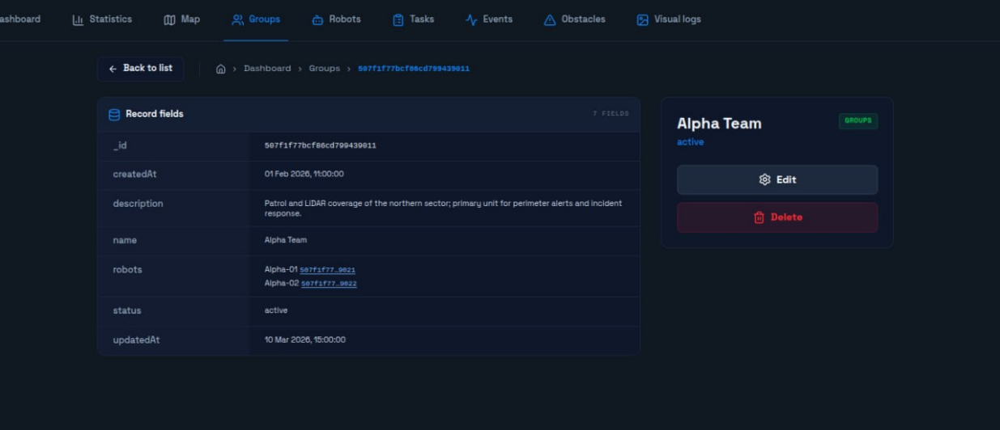 ashboard
Statistics
Map
Groups
Robots
Tasks
Events
Obstacles
Visual logs
Back to list
Dashboard > Groups > 507f1f77bcf86cd799439011
Record fields
7 FIELDS
_id
507f1f77bcf86cd799439011
createdAt
01 Feb 2026, 11:00:00
description
Patrol and LiDAR coverage of the northern sector; primary unit for perimeter alerts and incident
response.
name
Alpha Team
robots
Alpha-01 507f1f77…9021
Alpha-02 507f1f77…9022
status
active
updatedAt
10 Mar 2026, 15:00:00
Alpha Team
GROUPS
active
Edit
Delete